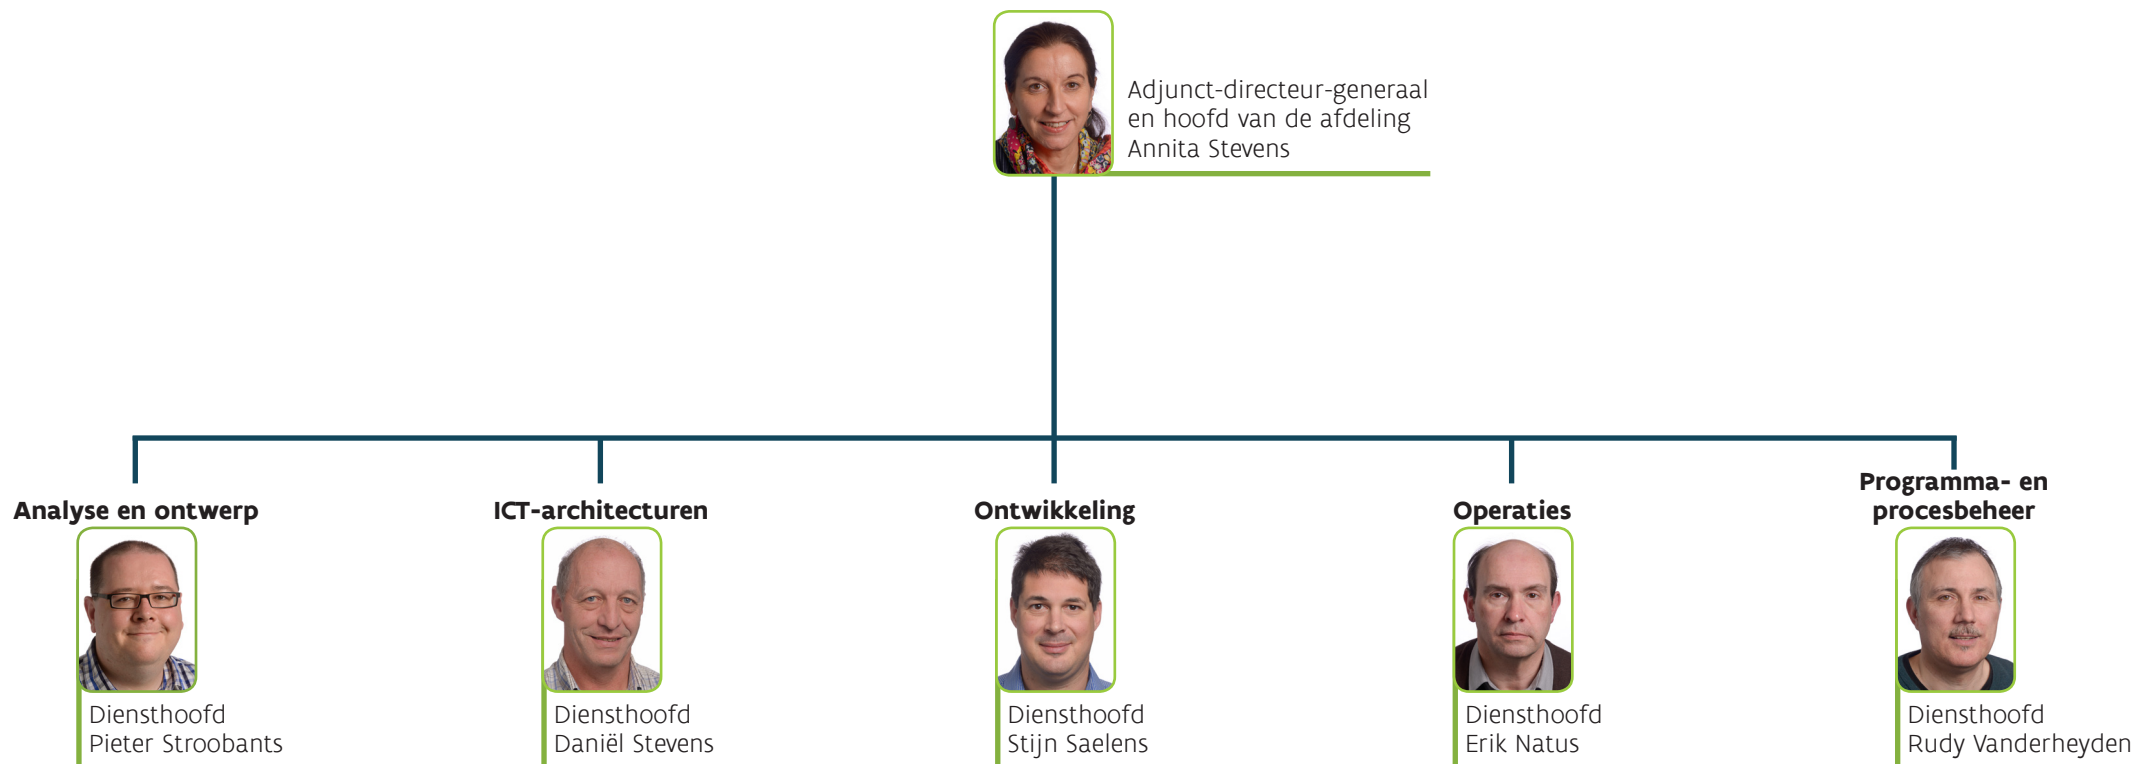 Adjunct-directeur-generaal
en hoofd van de afdeling
Annita Stevens
Analyse en ontwerp
Diensthoofd
Pieter Stroobants
ICT-architecturen
Diensthoofd
Daniël Stevens
Ontwikkeling
Diensthoofd
Stijn Saelens
Operaties
Diensthoofd
Erik Natus
Programma- en
procesbeheer
Diensthoofd
Rudy Vanderheyden